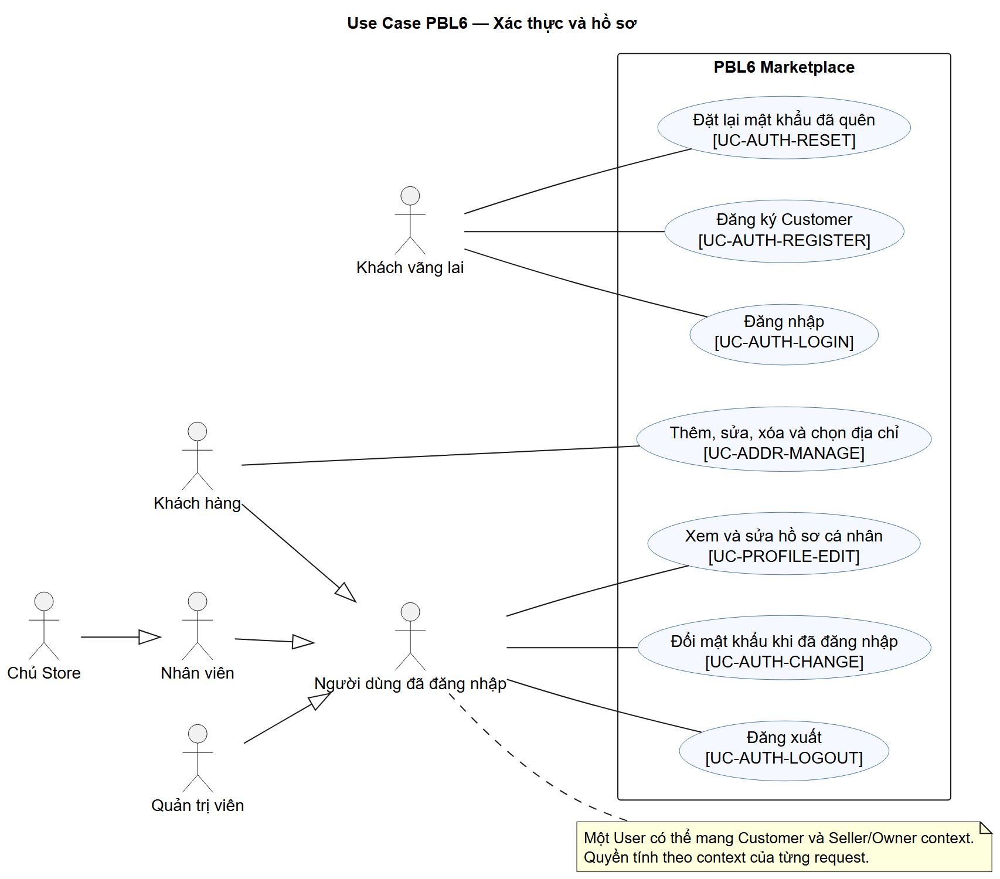 Use Case PBL6 — Xác thực và hồ sơ
PBL6 Marketplace
Đặt lại mật khẩu đã quên
[UC-AUTH-RESET]
Đăng ký Customer
[UC-AUTH-REGISTER]
Khách vãng lai
Đăng nhập
[UC-AUTH-LOGIN]
Thêm, sửa, xóa và chọn địa chỉ
[UC-ADDR-MANAGE]
Khách hàng
Xem và sửa hồ sơ cá nhân
[UC-PROFILE-EDIT]
Đổi mật khẩu khi đã đăng nhập
[UC-AUTH-CHANGE]
Chủ Store
Nhân viên
Người dùng đã đăng nhập
Đăng xuất
[UC-AUTH-LOGOUT]
Quản trị viên
Một User có thể mang Customer và Seller/Owner context.
Quyền tính theo context của từng request.